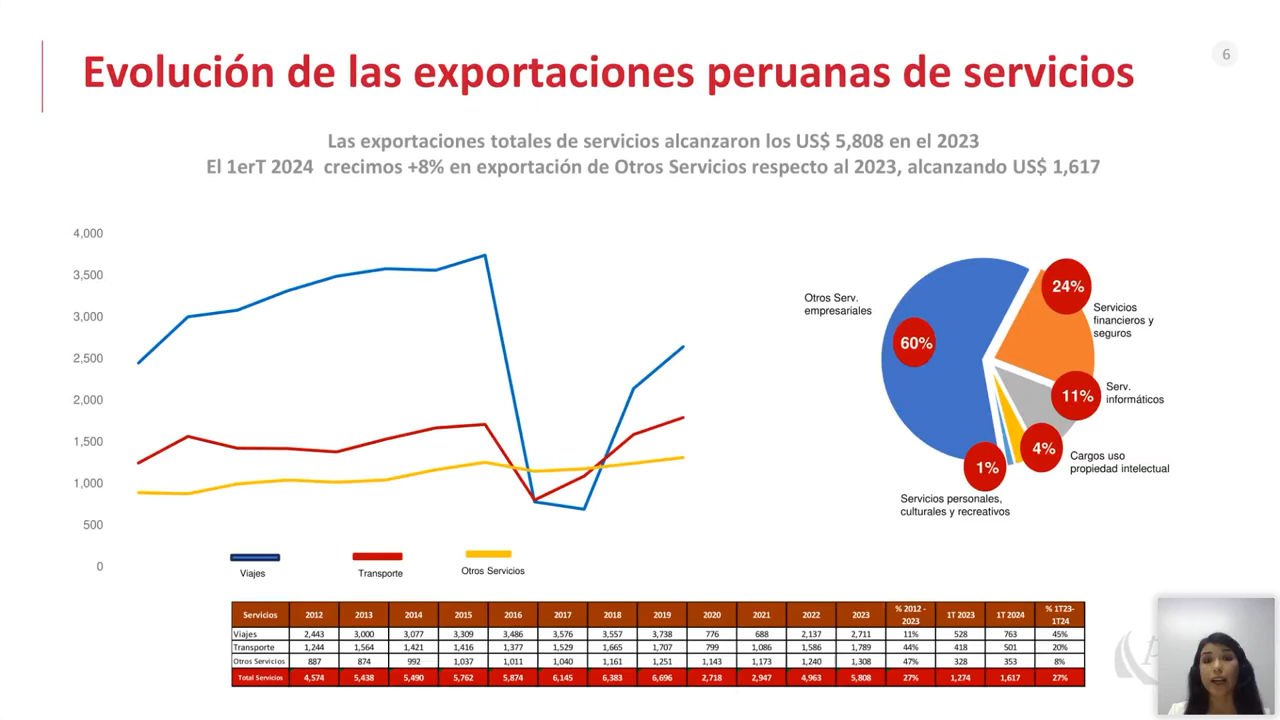 Evolución de las exportaciones peruanas de servicios
6
Las exportaciones totales de servicios alcanzaron los US$ 5,808 en el 2023
El 1erT 2024 crecimos +8% en exportación de Otros Servicios respecto al 2023, alcanzando US$ 1,617
4,000
3,500
3,000
2,500
2,000
1,500
1,000
500
0
Viajes
Transporte
Otros Servicios
Otros Serv.
empresariales
60%
24%
Servicios
financieros y
seguros
11%
Serv.
informáticos
4%
Cargos uso
propiedad intelectual
1%
Servicios personales,
culturales y recreativos
Servicios 2012 2013 2014 2015 2016 2017 2018 2019 2020 2021 2022 2023 % 2012 - 2023 1T 2023 1T 2024 % 1T23- 1T24
Viajes 2,443 3,000 3,077 3,309 3,486 3,576 3,557 3,738 776 688 2,137 2,711 11% 528 763 45%
Transporte 1,244 1,564 1,421 1,416 1,377 1,529 1,665 1,707 799 1,086 1,586 1,789 44% 418 501 20%
Otros Servicios 887 874 992 1,037 1,011 1,040 1,161 1,251 1,143 1,173 1,240 1,308 47% 328 353 8%
Total Servicios 4,574 5,438 5,490 5,762 5,874 6,145 6,383 6,696 2,718 2,947 4,963 5,808 27% 1,274 1,617 27%